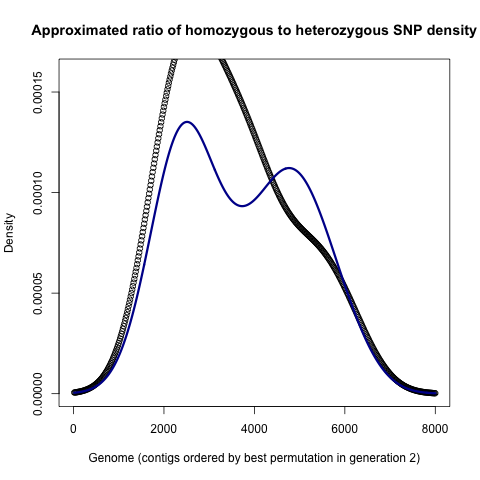 Approximated ratio of homozygous to heterozygous SNP density
0.00015
0.00010
0.00005
0.00000
Density
0 2000 4000 6000 8000
Genome (contigs ordered by best permutation in generation 2)